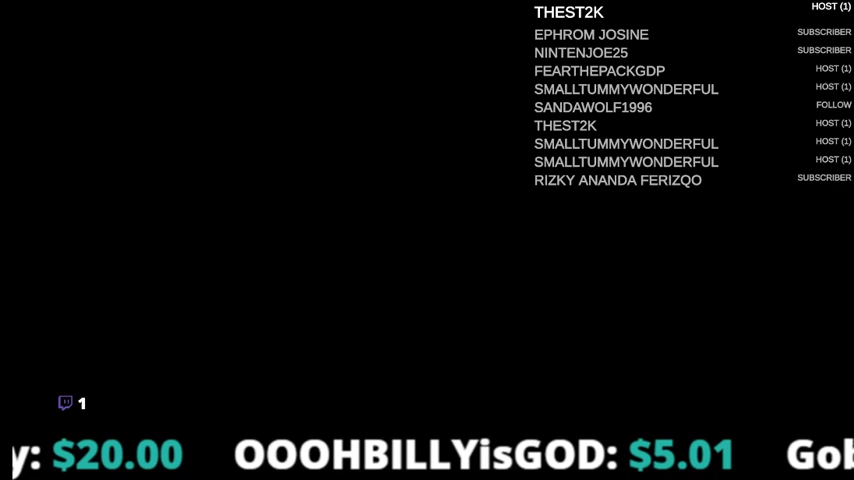 THEST2K HOST (1)
EPHROM JOSINE SUBSCRIBER
NINTENJOE25 SUBSCRIBER
FEARTHEPACKGDP HOST (1)
SMALLTUMMYWONDERFUL HOST (1)
SANDAWOLF1996 FOLLOW
THEST2K HOST (1)
SMALLTUMMYWONDERFUL HOST (1)
SMALLTUMMYWONDERFUL HOST (1)
RIZKY ANANDA FERIZQO SUBSCRIBER
1
y: $20.00 OOOHBILLYisGOD: $5.01 Gob